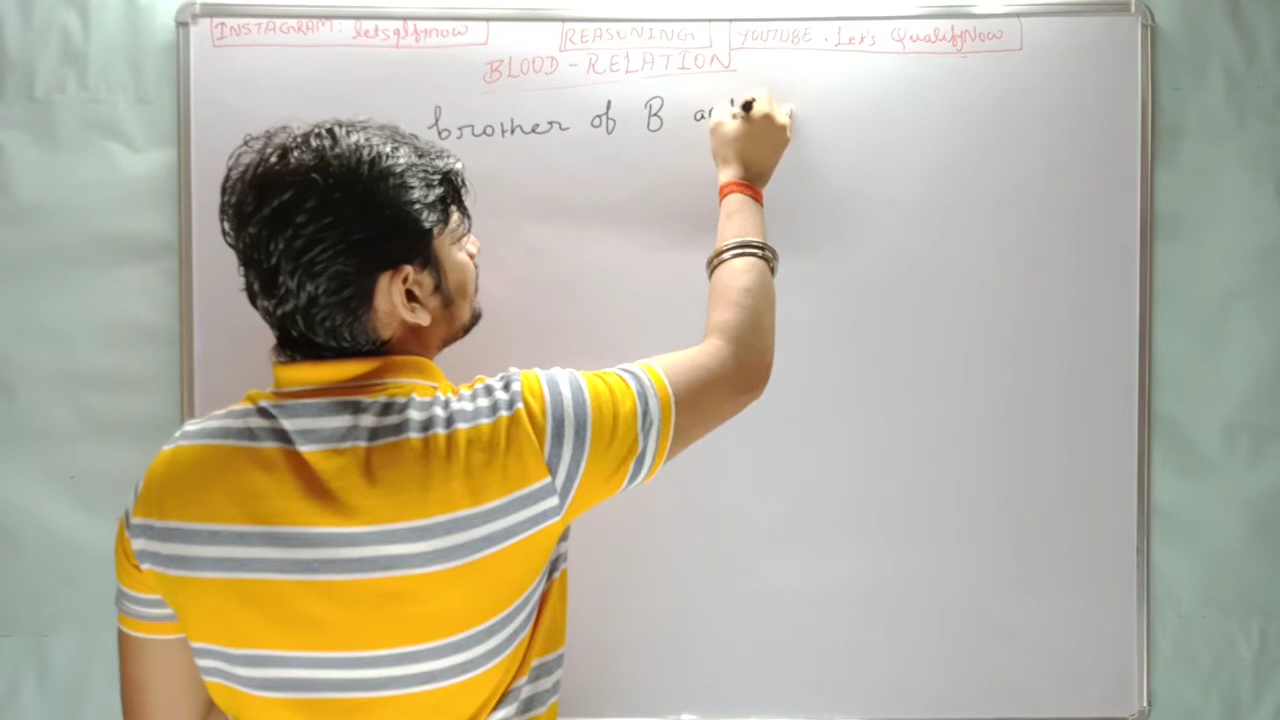 INSTAGRAM: letsqlfynow REASONING YOUTUBE. Let's QualifyNow
BLOOD-RELATION
brother of B